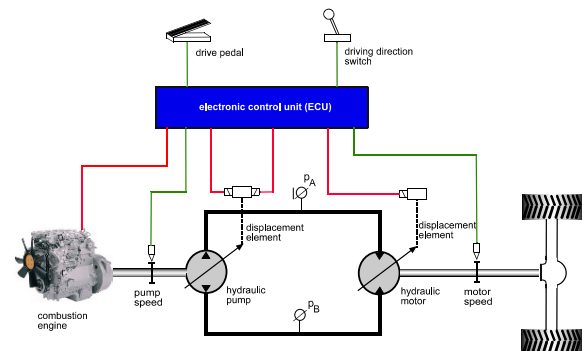 drive pedal
driving direction
switch
electronic control unit (ECU)
pA
displacement
element
displacement
element
pump
speed
hydraulic
pump
pB
hydraulic
motor
motor
speed
combustion
engine